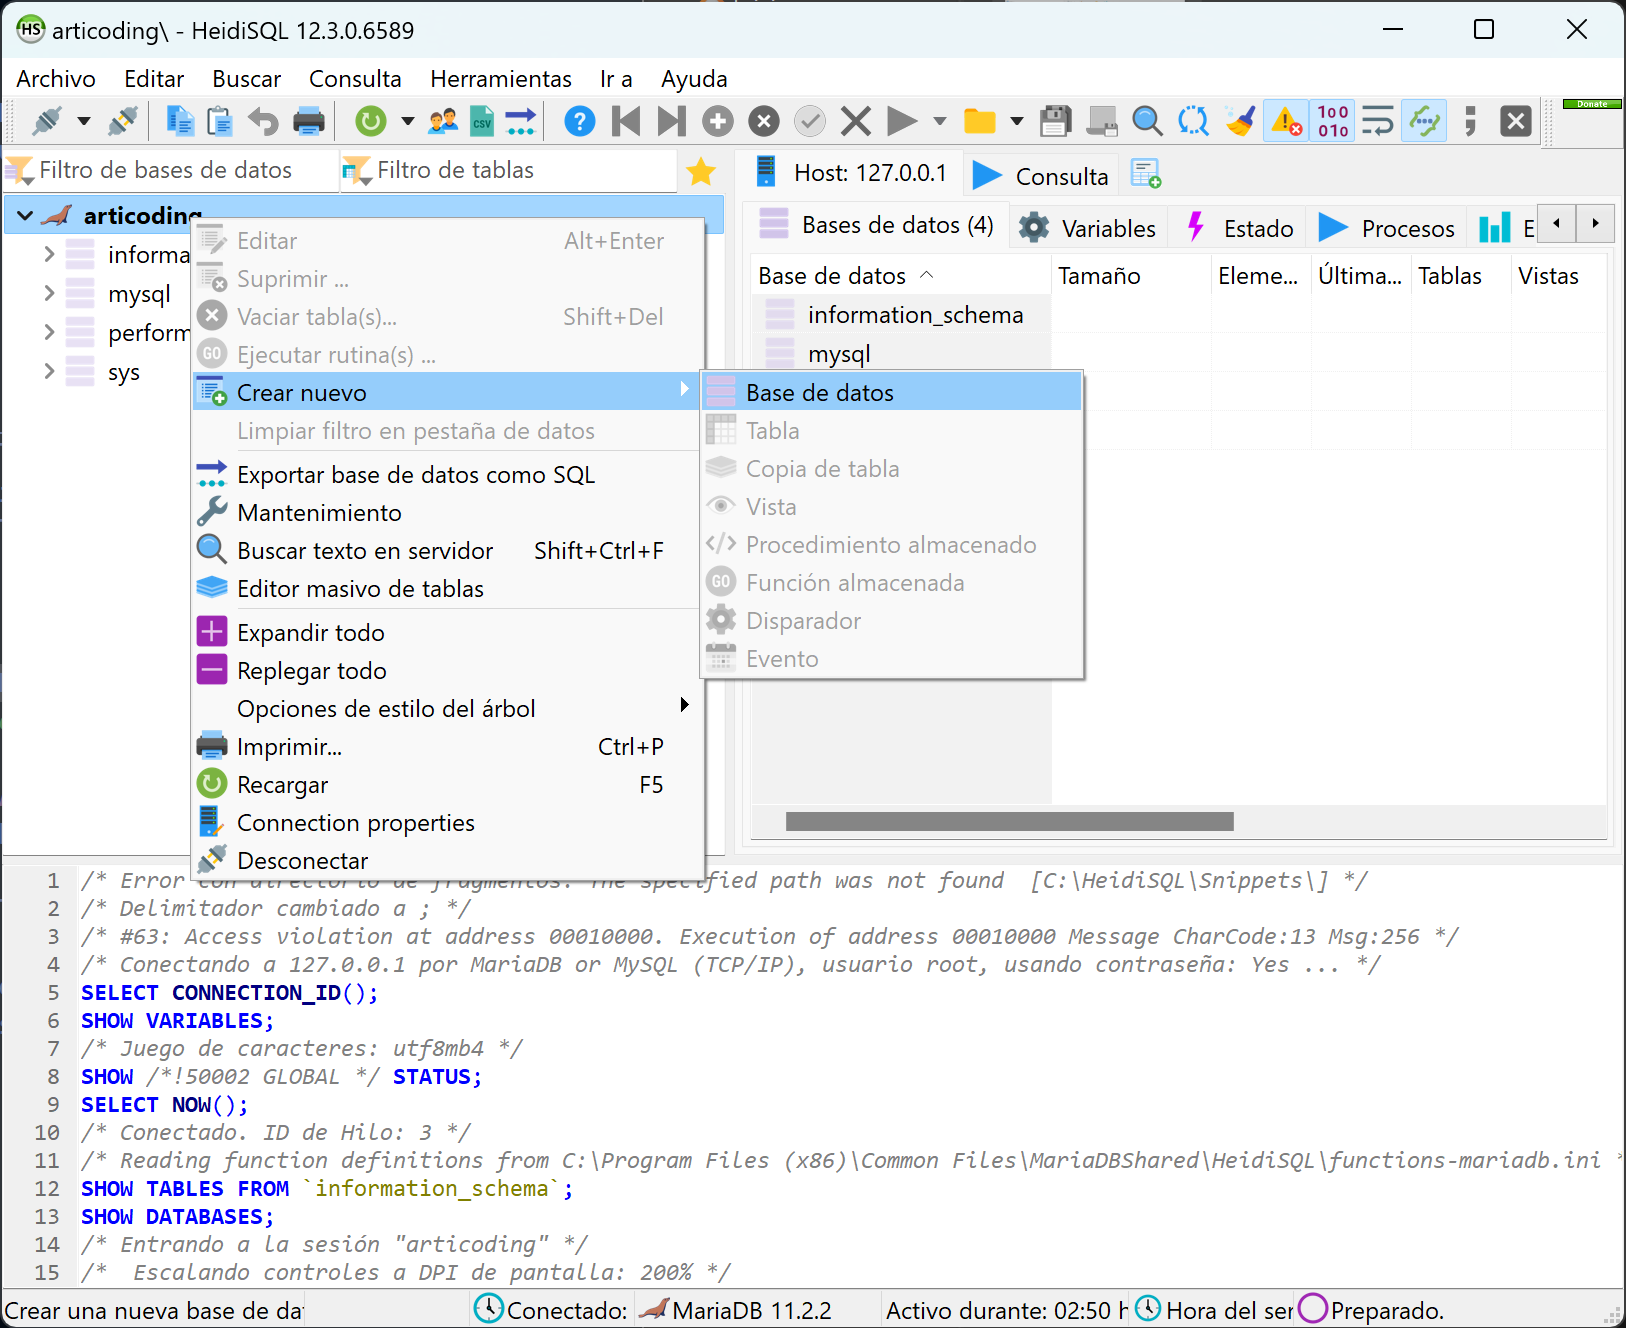 articoding\ - HeidiSQL 12.3.0.6589
Archivo Editar Buscar Consulta Herramientas Ir a Ayuda
CSV
100
010
Donate
Filtro de bases de datos Filtro de tablas
Host: 127.0.0.1 Consulta
articoding
informa
mysql
perform
sys
Bases de datos (4) Variables Estado Procesos E
Base de datos Tamaño Eleme... Última... Tablas Vistas
information_schema
mysql
Editar Alt+Enter
Suprimir ...
Vaciar tabla(s)... Shift+Del
Ejecutar rutina(s) ...
Crear nuevo
Limpiar filtro en pestaña de datos
Exportar base de datos como SQL
Mantenimiento
Buscar texto en servidor Shift+Ctrl+F
Editor masivo de tablas
Expandir todo
Replegar todo
Opciones de estilo del árbol
Imprimir... Ctrl+P
Recargar F5
Connection properties
Desconectar
Base de datos
Tabla
Copia de tabla
Vista
Procedimiento almacenado
Función almacenada
Disparador
Evento
1 /* Error con directorio de fragmentos: The specified path was not found [C:\HeidiSQL\Snippets\] */
2 /* Delimitador cambiado a ; */
3 /* #63: Access violation at address 00010000. Execution of address 00010000 Message CharCode:13 Msg:256 */
4 /* Conectando a 127.0.0.1 por MariaDB or MySQL (TCP/IP), usuario root, usando contraseña: Yes ... */
5 SELECT CONNECTION_ID();
6 SHOW VARIABLES;
7 /* Juego de caracteres: utf8mb4 */
8 SHOW /*!50002 GLOBAL */ STATUS;
9 SELECT NOW();
10 /* Conectado. ID de Hilo: 3 */
11 /* Reading function definitions from C:\Program Files (x86)\Common Files\MariaDBShared\HeidiSQL\functions-mariadb.ini *
12 SHOW TABLES FROM `information_schema`;
13 SHOW DATABASES;
14 /* Entrando a la sesión "articoding" */
15 /* Escalando controles a DPI de pantalla: 200% */
Crear una nueva base de da Conectado: MariaDB 11.2.2 Activo durante: 02:50 h Hora del ser Preparado.